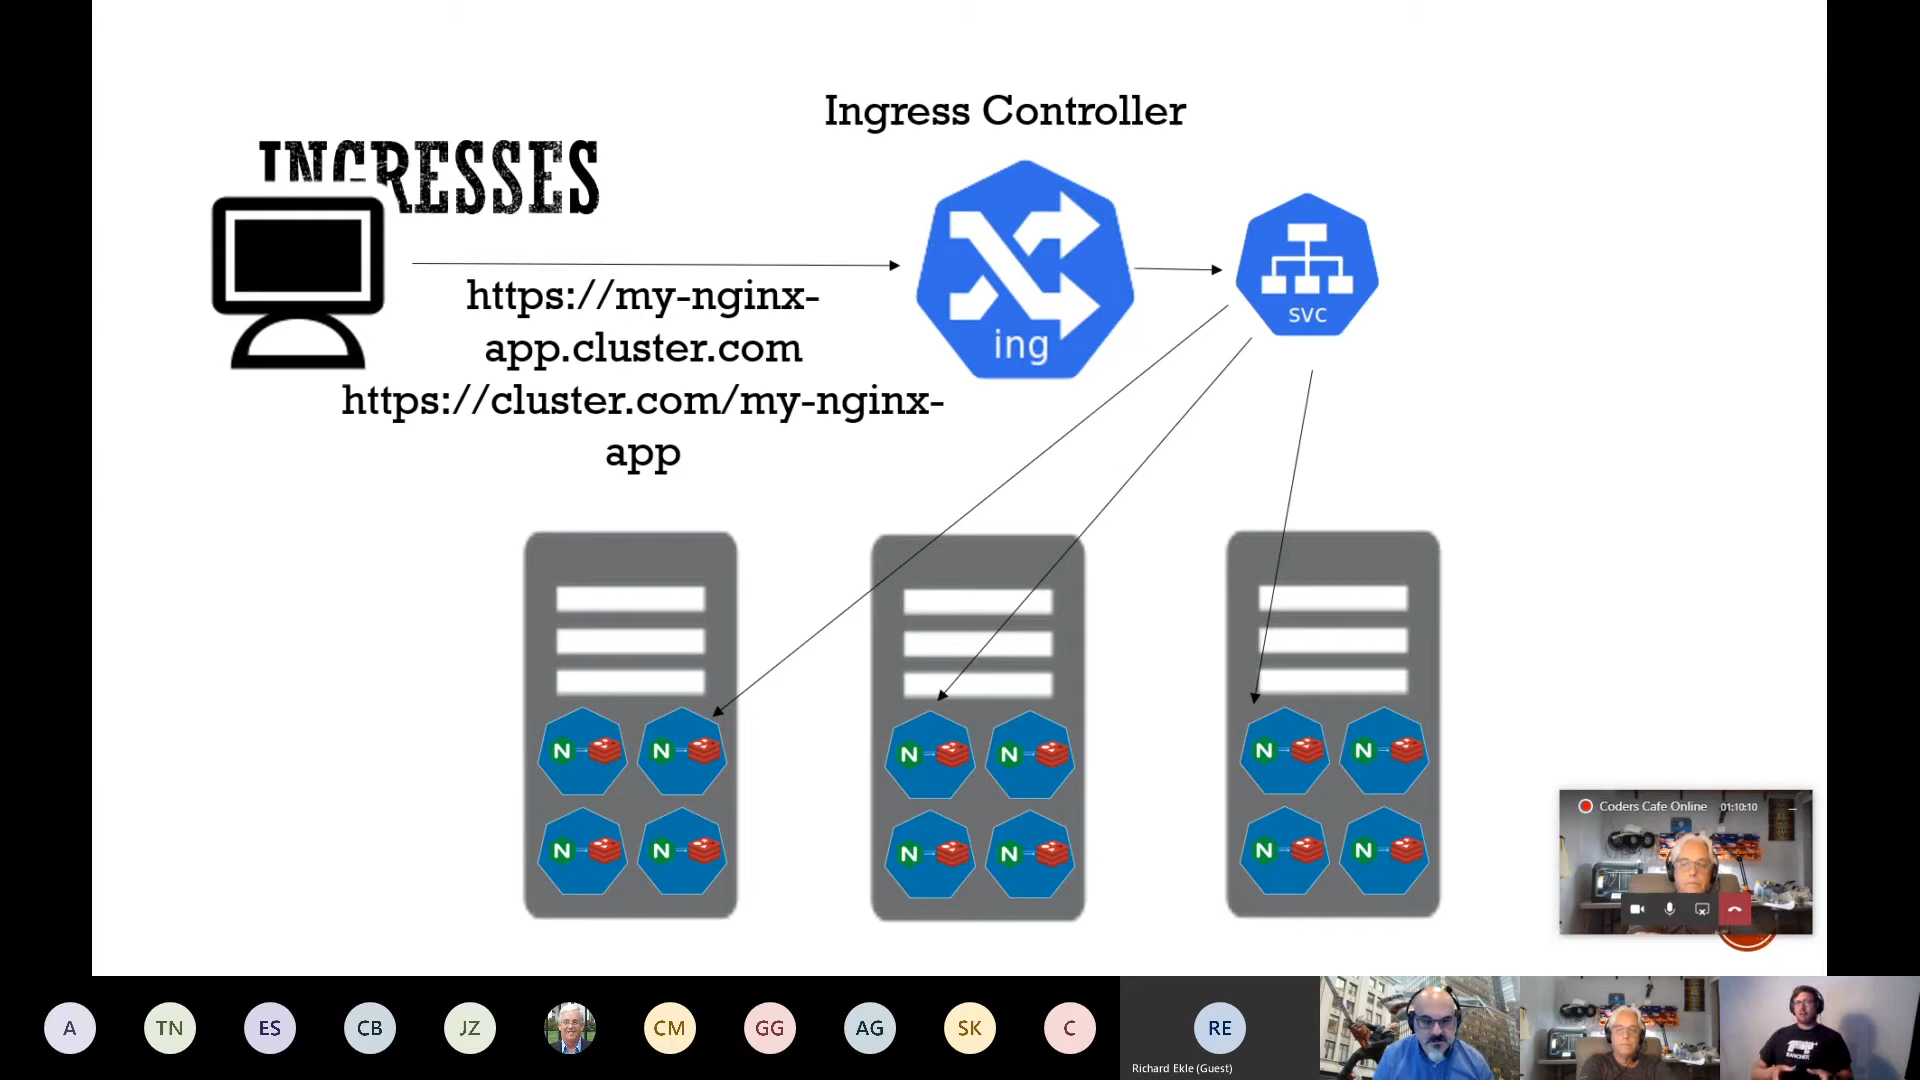 Ingress Controller
INGRESSES
https://my-nginx-
app.cluster.com
https://cluster.com/my-nginx-
app
ing
svc
N N N N N N
N N N N N N
Coders Cafe Online 01:10:10
A TN ES CB JZ CM GG AG SK C RE
Richard Ekle (Guest)
RANCHER